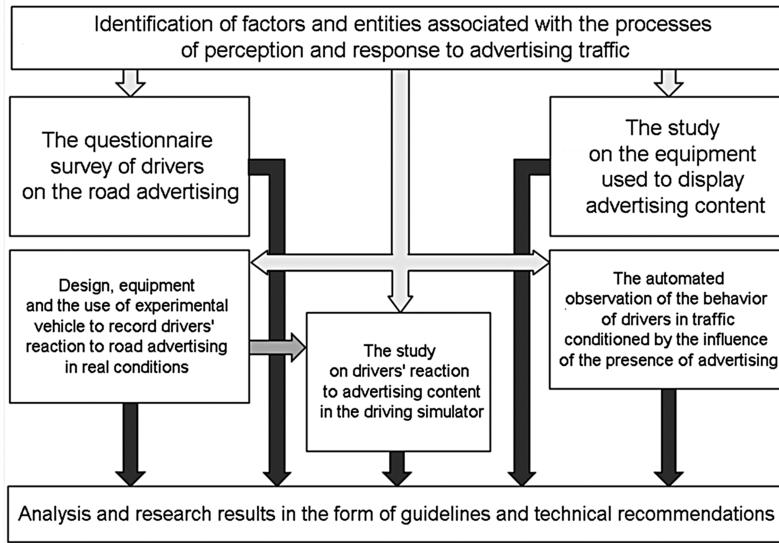 Identification of factors and entities associated with the processes
of perception and response to advertising traffic
The questionnaire
survey of drivers
on the road advertising
The study
on the equipment
used to display
advertising content
Design, equipment
and the use of experimental
vehicle to record drivers'
reaction to road advertising
in real conditions
The study
on drivers' reaction
to advertising content
in the driving simulator
The automated
observation of the behavior
of drivers in traffic
conditioned by the influence
of the presence of advertising
Analysis and research results in the form of guidelines and technical recommendations